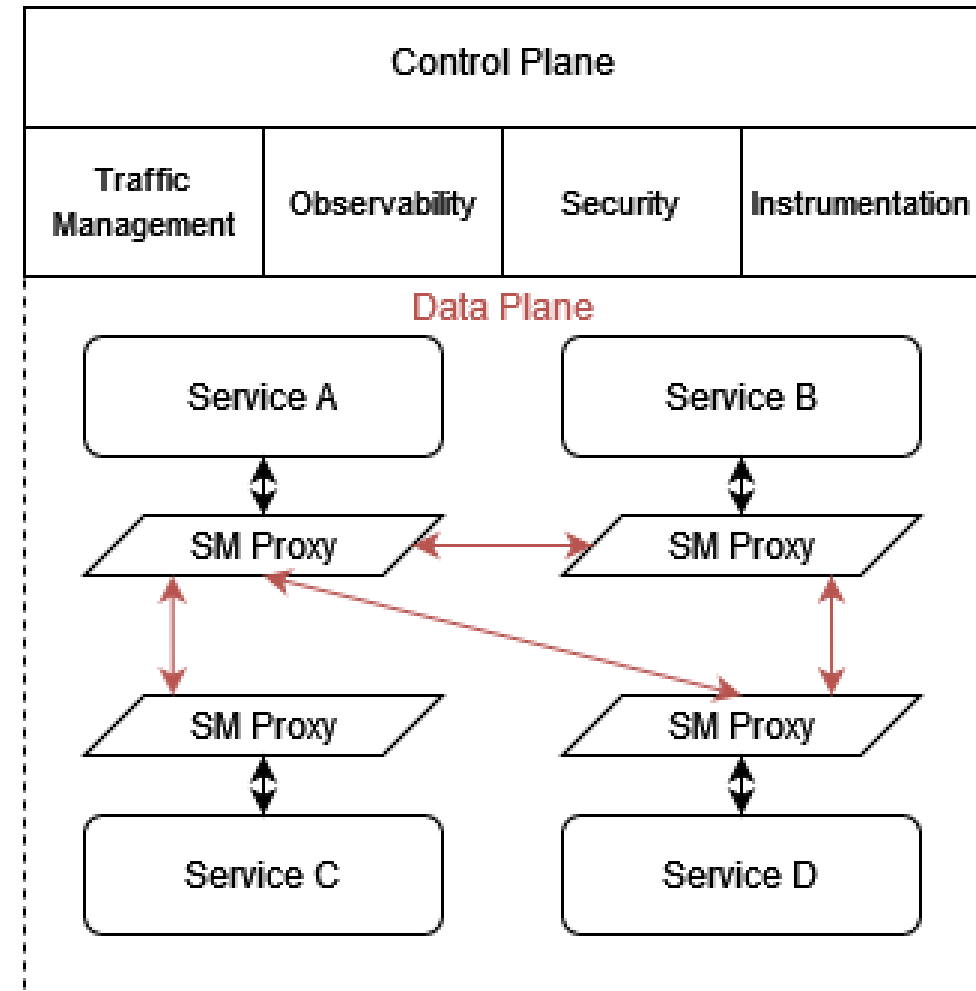 Control Plane
Traffic
Management
Observability
Security
Instrumentation
Data Plane
Service A
Service B
SM Proxy
SM Proxy
SM Proxy
SM Proxy
Service C
Service D